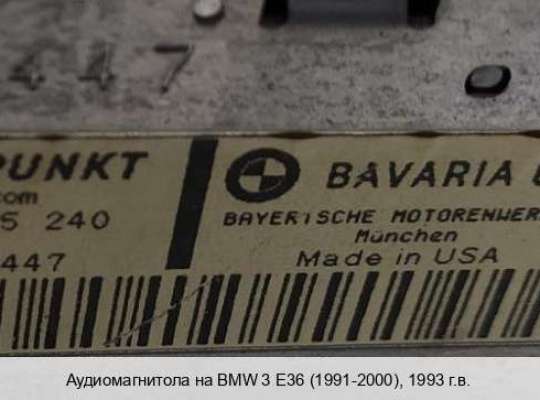 447
PUNKT
com
5 240
447
BAVARIA
BAYERISCHE MOTORENWER
München
Made in USA
Аудиомагнитола на BMW 3 E36 (1991-2000), 1993 г.в.